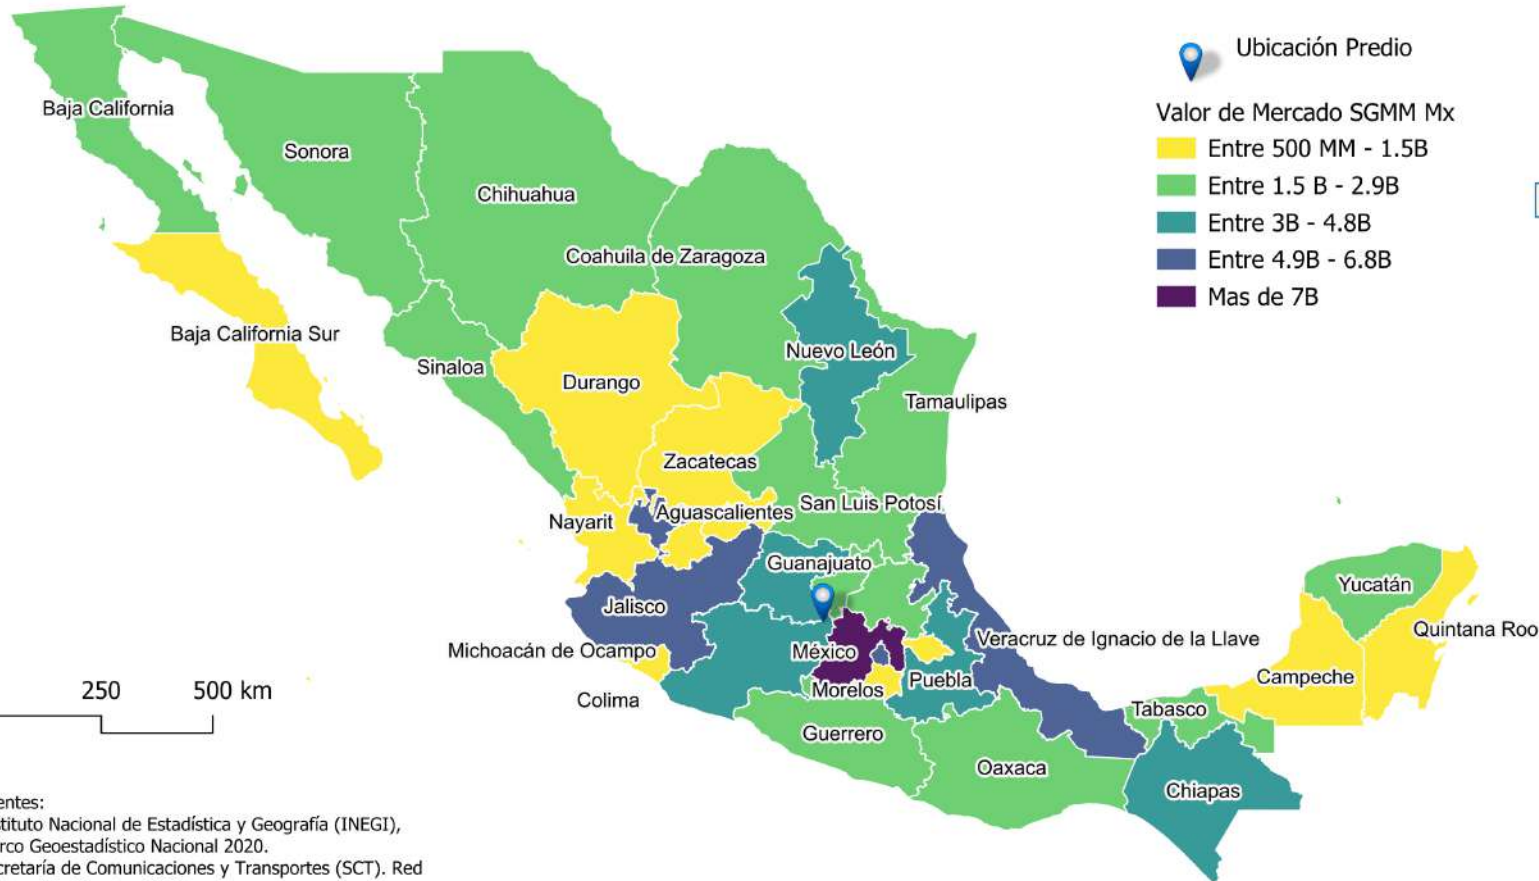 Ubicación Predio
Valor de Mercado SGMM Mx
Entre 500 MM - 1.5B
Entre 1.5 B - 2.9B
Entre 3B - 4.8B
Entre 4.9B - 6.8B
Mas de 7B
Baja California
Sonora
Chihuahua
Coahuila de Zaragoza
Baja California Sur
Nuevo León
Sinaloa
Durango
Tamaulipas
Zacatecas
San Luis Potosí
Aguascalientes
Nayarit
Guanajuato
Yucatán
Jalisco
Quintana Roo
Veracruz de Ignacio de la Llave
Michoacán de Ocampo
México
Campeche
Puebla
Morelos
Colima
Tabasco
Guerrero
Oaxaca
Chiapas
250 500 km
entes:
stituto Nacional de Estadística y Geografía (INEGI),
rco Geoestadístico Nacional 2020.
cretaría de Comunicaciones y Transportes (SCT). Red